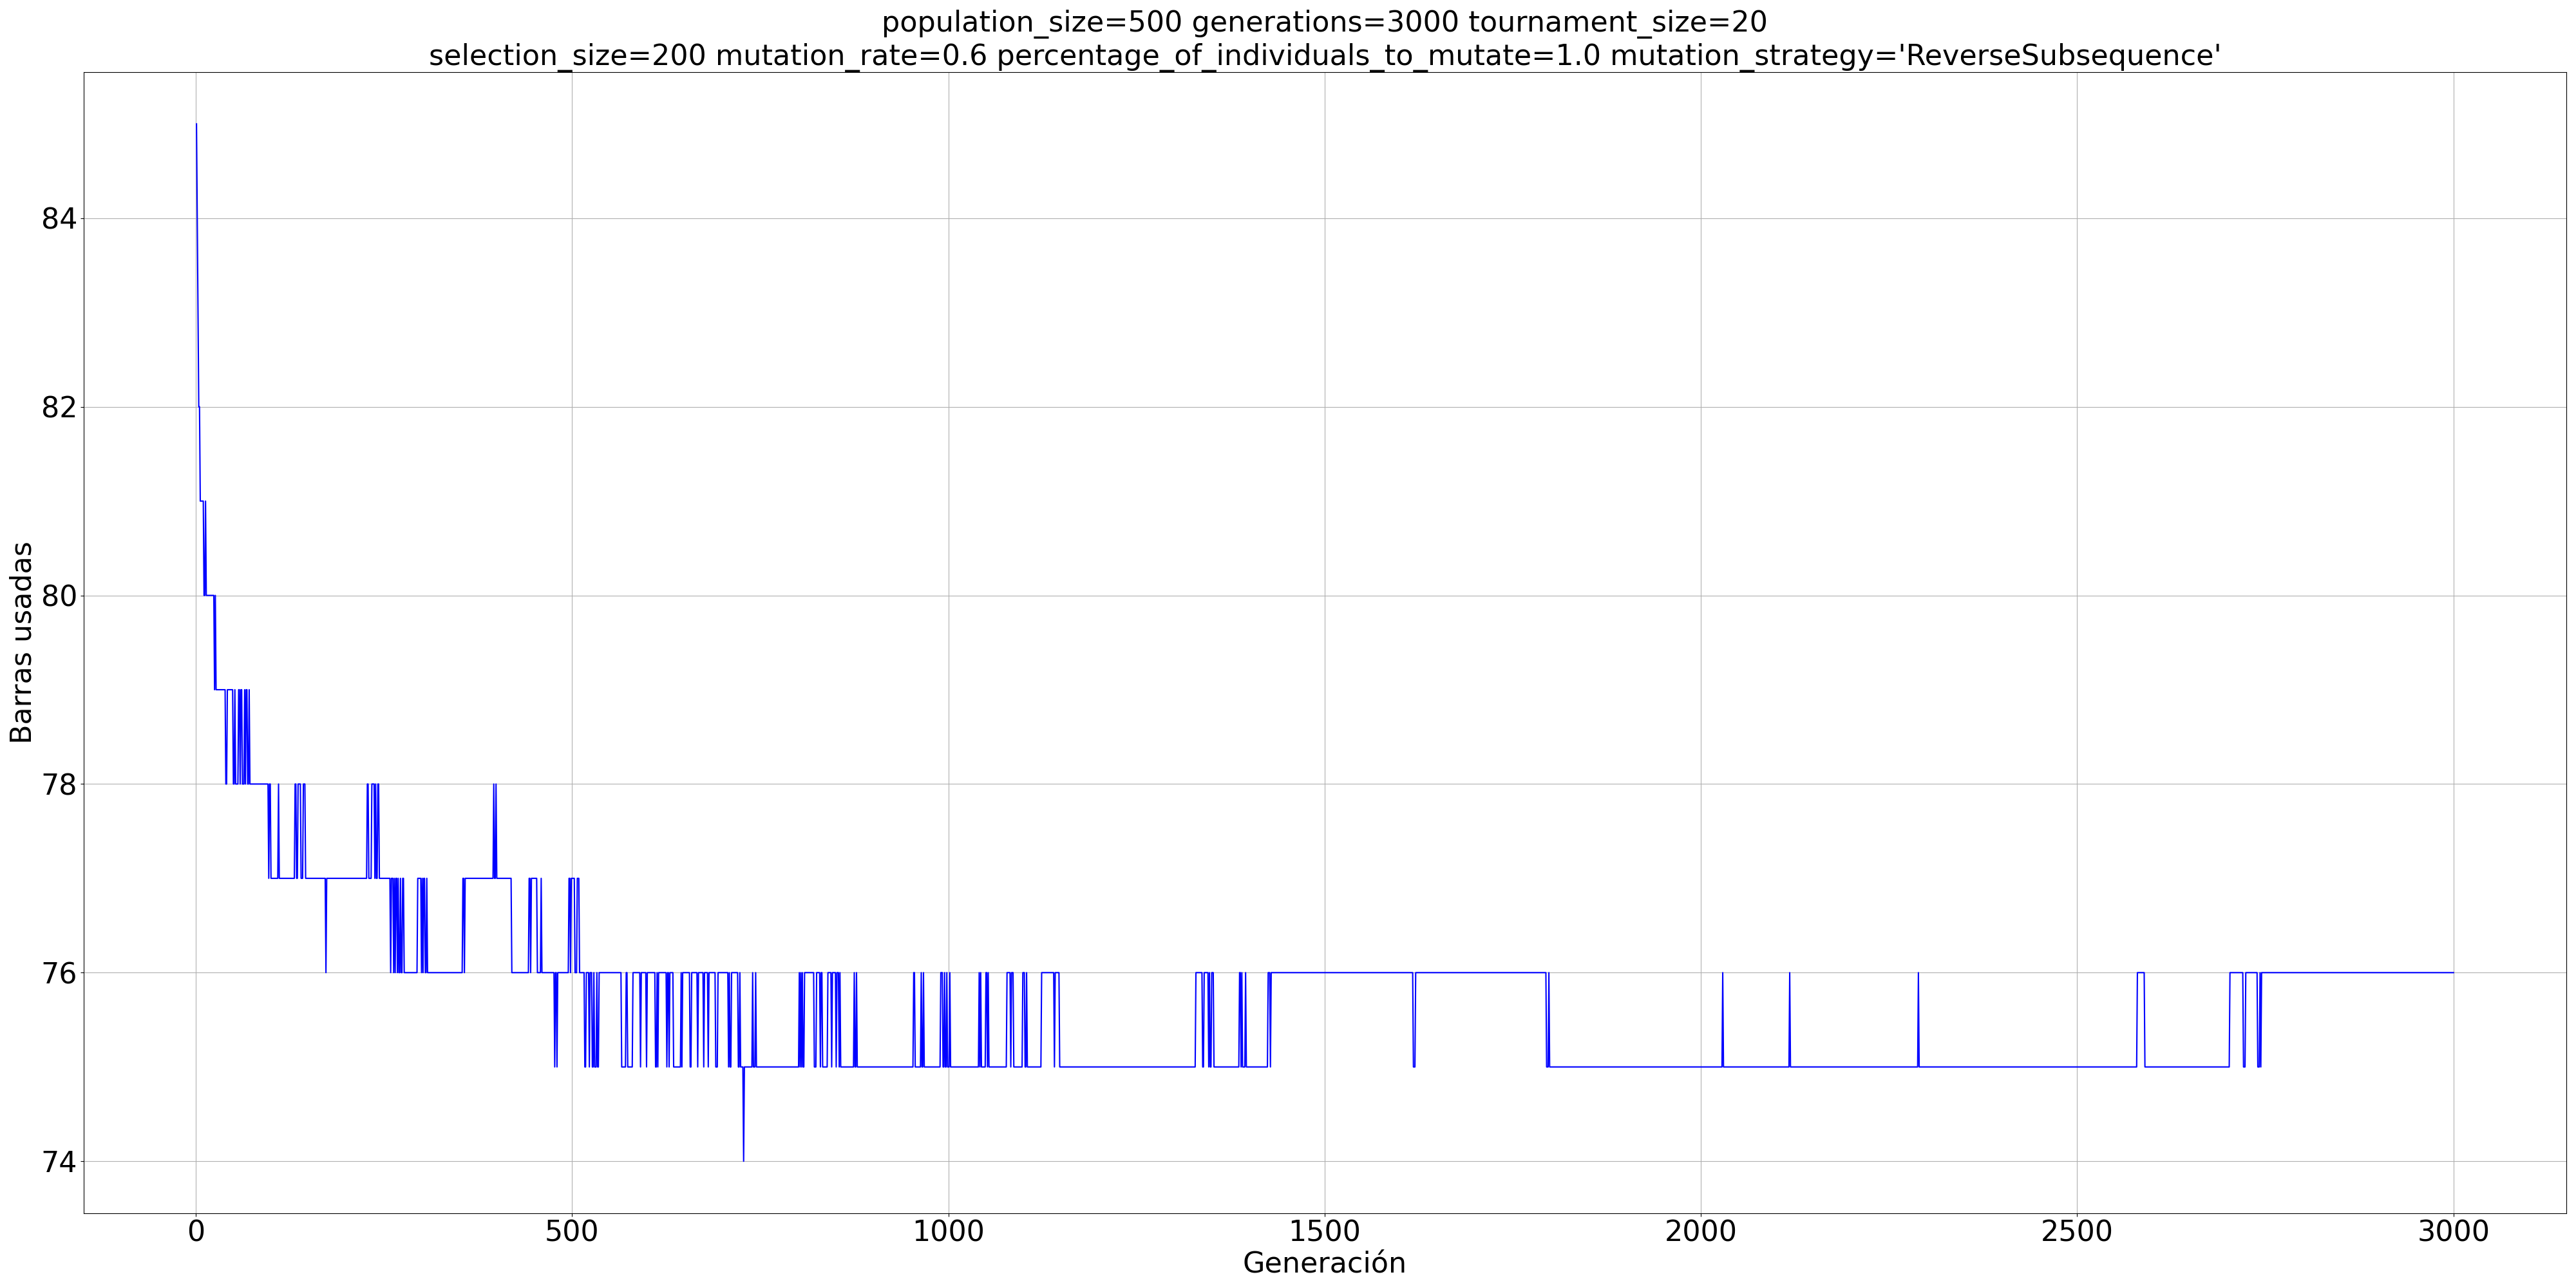 population_size=500 generations=3000 tournament_size=20
selection_size=200 mutation_rate=0.6 percentage_of_individuals_to_mutate=1.0 mutation_strategy='ReverseSubsequence'
84
82
80
78
76
74
Barras usadas
0 500 1000 1500 2000 2500 3000
Generación